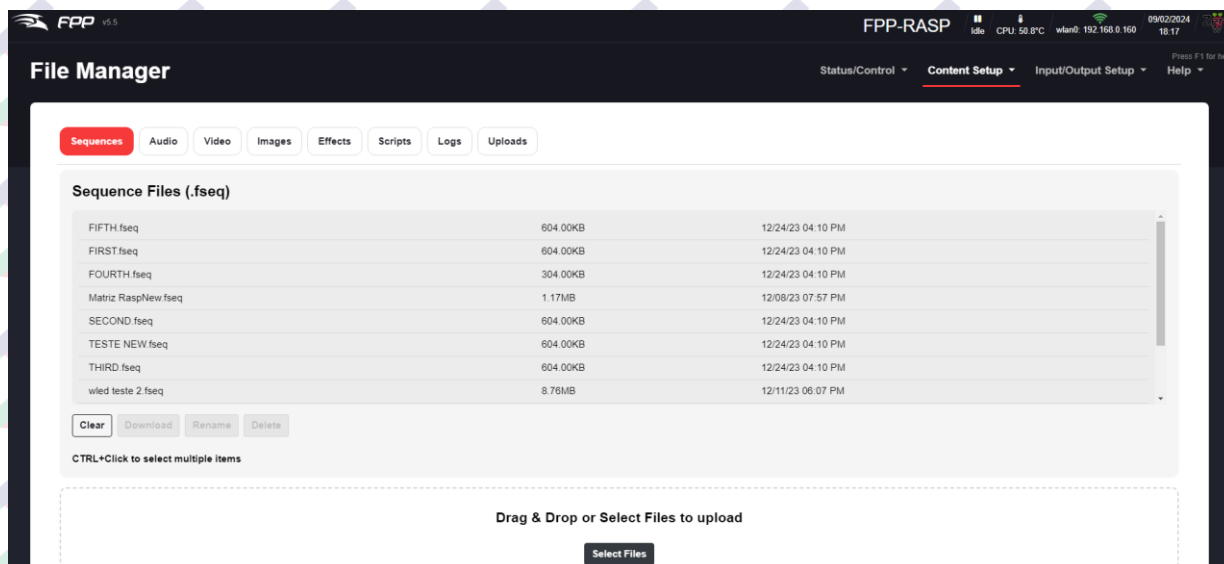 FPP v5.5
FPP-RASP Idle CPU: 50.8°C wlan0: 192.168.0.160 09/02/2024 18:17
Press F1 for
File Manager
Status/Control Content Setup Input/Output Setup Help
Sequences Audio Video Images Effects Scripts Logs Uploads
Sequence Files (.fseq)
FIFTH.fseq 604.00KB 12/24/23 04:10 PM
FIRST.fseq 604.00KB 12/24/23 04:10 PM
FOURTH.fseq 304.00KB 12/24/23 04:10 PM
Matriz RaspNew.fseq 1.17MB 12/08/23 07:57 PM
SECOND.fseq 604.00KB 12/24/23 04:10 PM
TESTE NEW.fseq 604.00KB 12/24/23 04:10 PM
THIRD.fseq 604.00KB 12/24/23 04:10 PM
wled teste 2.fseq 8.76MB 12/11/23 06:07 PM
Clear Download Rename Delete
CTRL+Click to select multiple items
Drag & Drop or Select Files to upload
Select Files